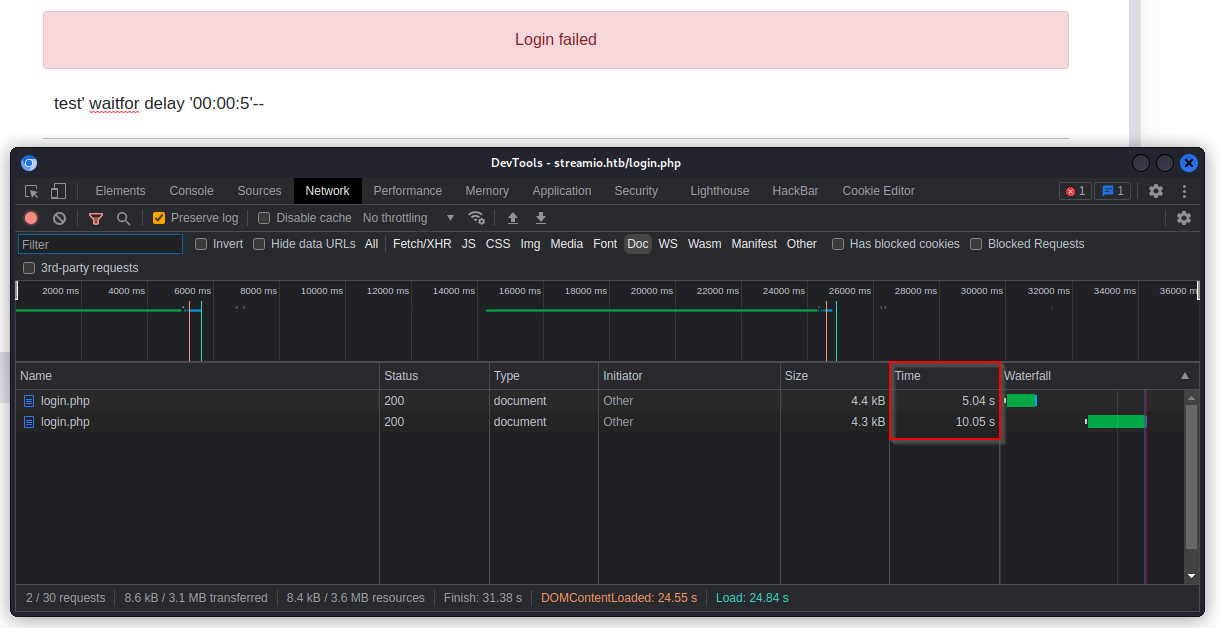 Login failed
test' waitfor delay '00:00:5'--
DevTools - streamio.htb/login.php
Elements Console Sources Network Performance Memory Application Security Lighthouse HackBar Cookie Editor 1 1
Preserve log Disable cache No throttling
Filter Invert Hide data URLs All Fetch/XHR JS CSS Img Media Font Doc WS Wasm Manifest Other Has blocked cookies Blocked Requests
3rd-party requests
2000 ms 4000 ms 6000 ms 8000 ms 10000 ms 12000 ms 14000 ms 16000 ms 18000 ms 20000 ms 22000 ms 24000 ms 26000 ms 28000 ms 30000 ms 32000 ms 34000 ms 36000 m
Name Status Type Initiator Size Time Waterfall
login.php 200 document Other 4.4 kB 5.04 s
login.php 200 document Other 4.3 kB 10.05 s
2 / 30 requests 8.6 kB / 3.1 MB transferred 8.4 kB / 3.6 MB resources Finish: 31.38 s DOMContentLoaded: 24.55 s Load: 24.84 s